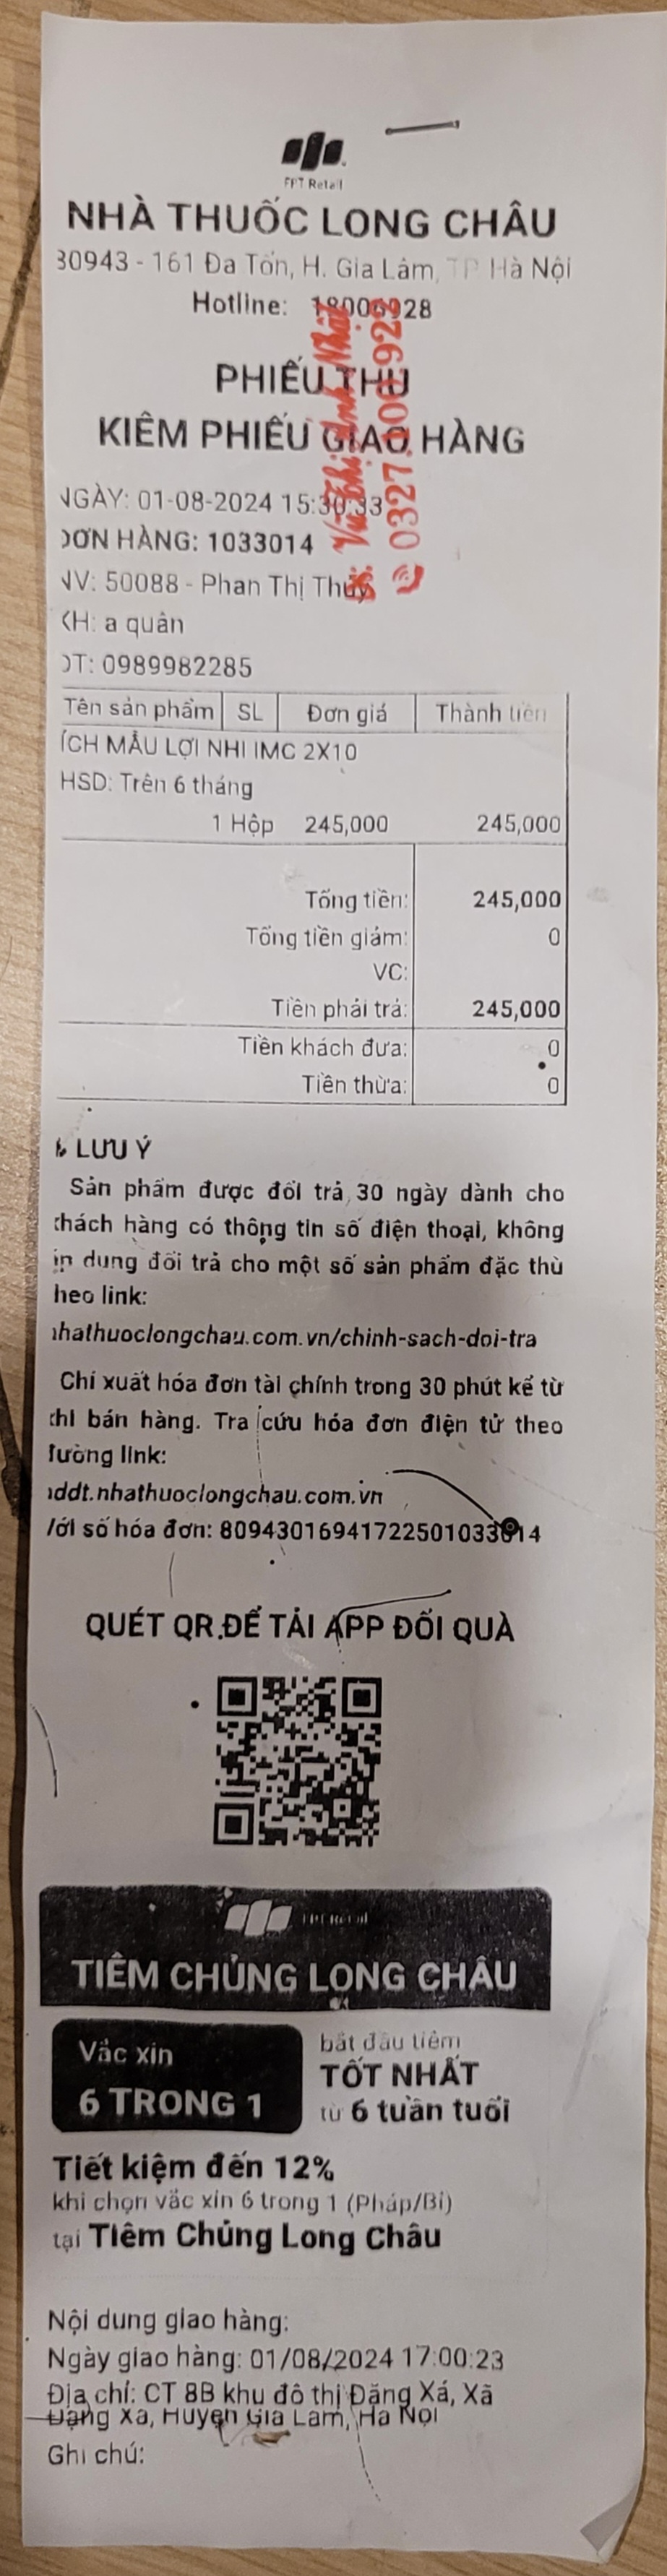 FPT Retail
NHÀ THUỐC LONG CHÂU
30943 - 161 Đa Tốn, H. Gia Lâm, TP Hà Nội
Hotline: 18006928
PHIẾU THU
KIÊM PHIẾU GIAO HÀNG
Vũ Thị Anh Nhật
0327.100.922
NGÀY: 01-08-2024 15:30:33
ĐƠN HÀNG: 1033014
NV: 50088 - Phan Thị Thuỷ
KH: a quân
ĐT: 0989982285
Tên sản phẩm SL Đơn giá Thành tiền
ÍCH MẪU LỢI NHI IMC 2X10
HSD: Trên 6 tháng
1 Hộp 245,000 245,000
Tổng tiền: 245,000
Tổng tiền giảm: 0
VC:
Tiền phải trả: 245,000
Tiền khách đưa: 0
Tiền thừa: 0
LƯU Ý
Sản phẩm được đổi trả 30 ngày dành cho
khách hàng có thông tin số điện thoại, không
áp dung đổi trả cho một số sản phẩm đặc thù
theo link:
nhathuoclongchau.com.vn/chinh-sach-doi-tra
Chỉ xuất hóa đơn tài chính trong 30 phút kể từ
khi bán hàng. Tra cứu hóa đơn điện tử theo
đường link:
hddt.nhathuoclongchau.com.vn
Với số hóa đơn: 80943016941722501033014
QUÉT QR ĐỂ TẢI APP ĐỔI QUÀ
FPT Retail
TIÊM CHỦNG LONG CHÂU
Vắc xin
6 TRONG 1
bắt đầu tiêm
TỐT NHẤT
từ 6 tuần tuổi
Tiết kiệm đến 12%
khi chọn vắc xin 6 trong 1 (Pháp/Bỉ)
tại Tiêm Chủng Long Châu
Nội dung giao hàng:
Ngày giao hàng: 01/08/2024 17:00:23
Địa chỉ: CT 8B khu đô thị Đặng Xá, Xã
Đặng Xá, Huyện Gia Lâm, Hà Nội
Ghi chú: